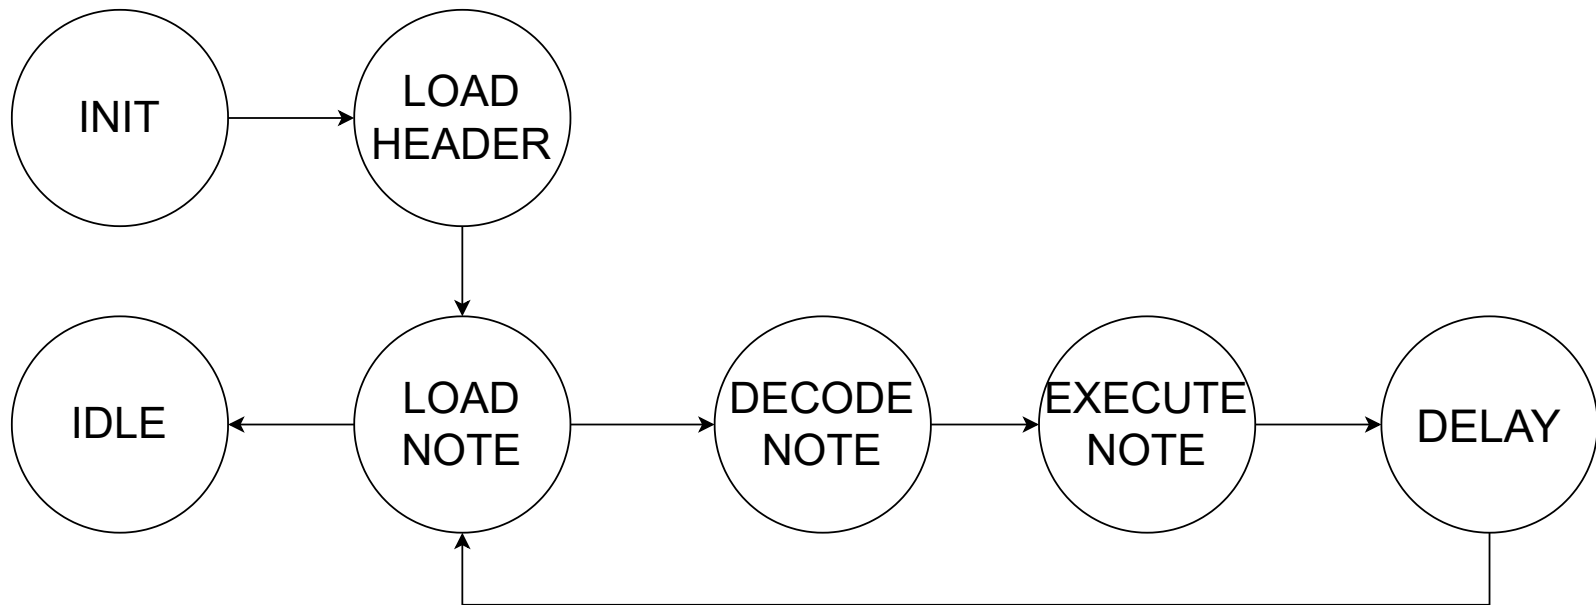 INIT
LOAD
HEADER
IDLE
LOAD
NOTE
DECODE
NOTE
EXECUTE
NOTE
DELAY